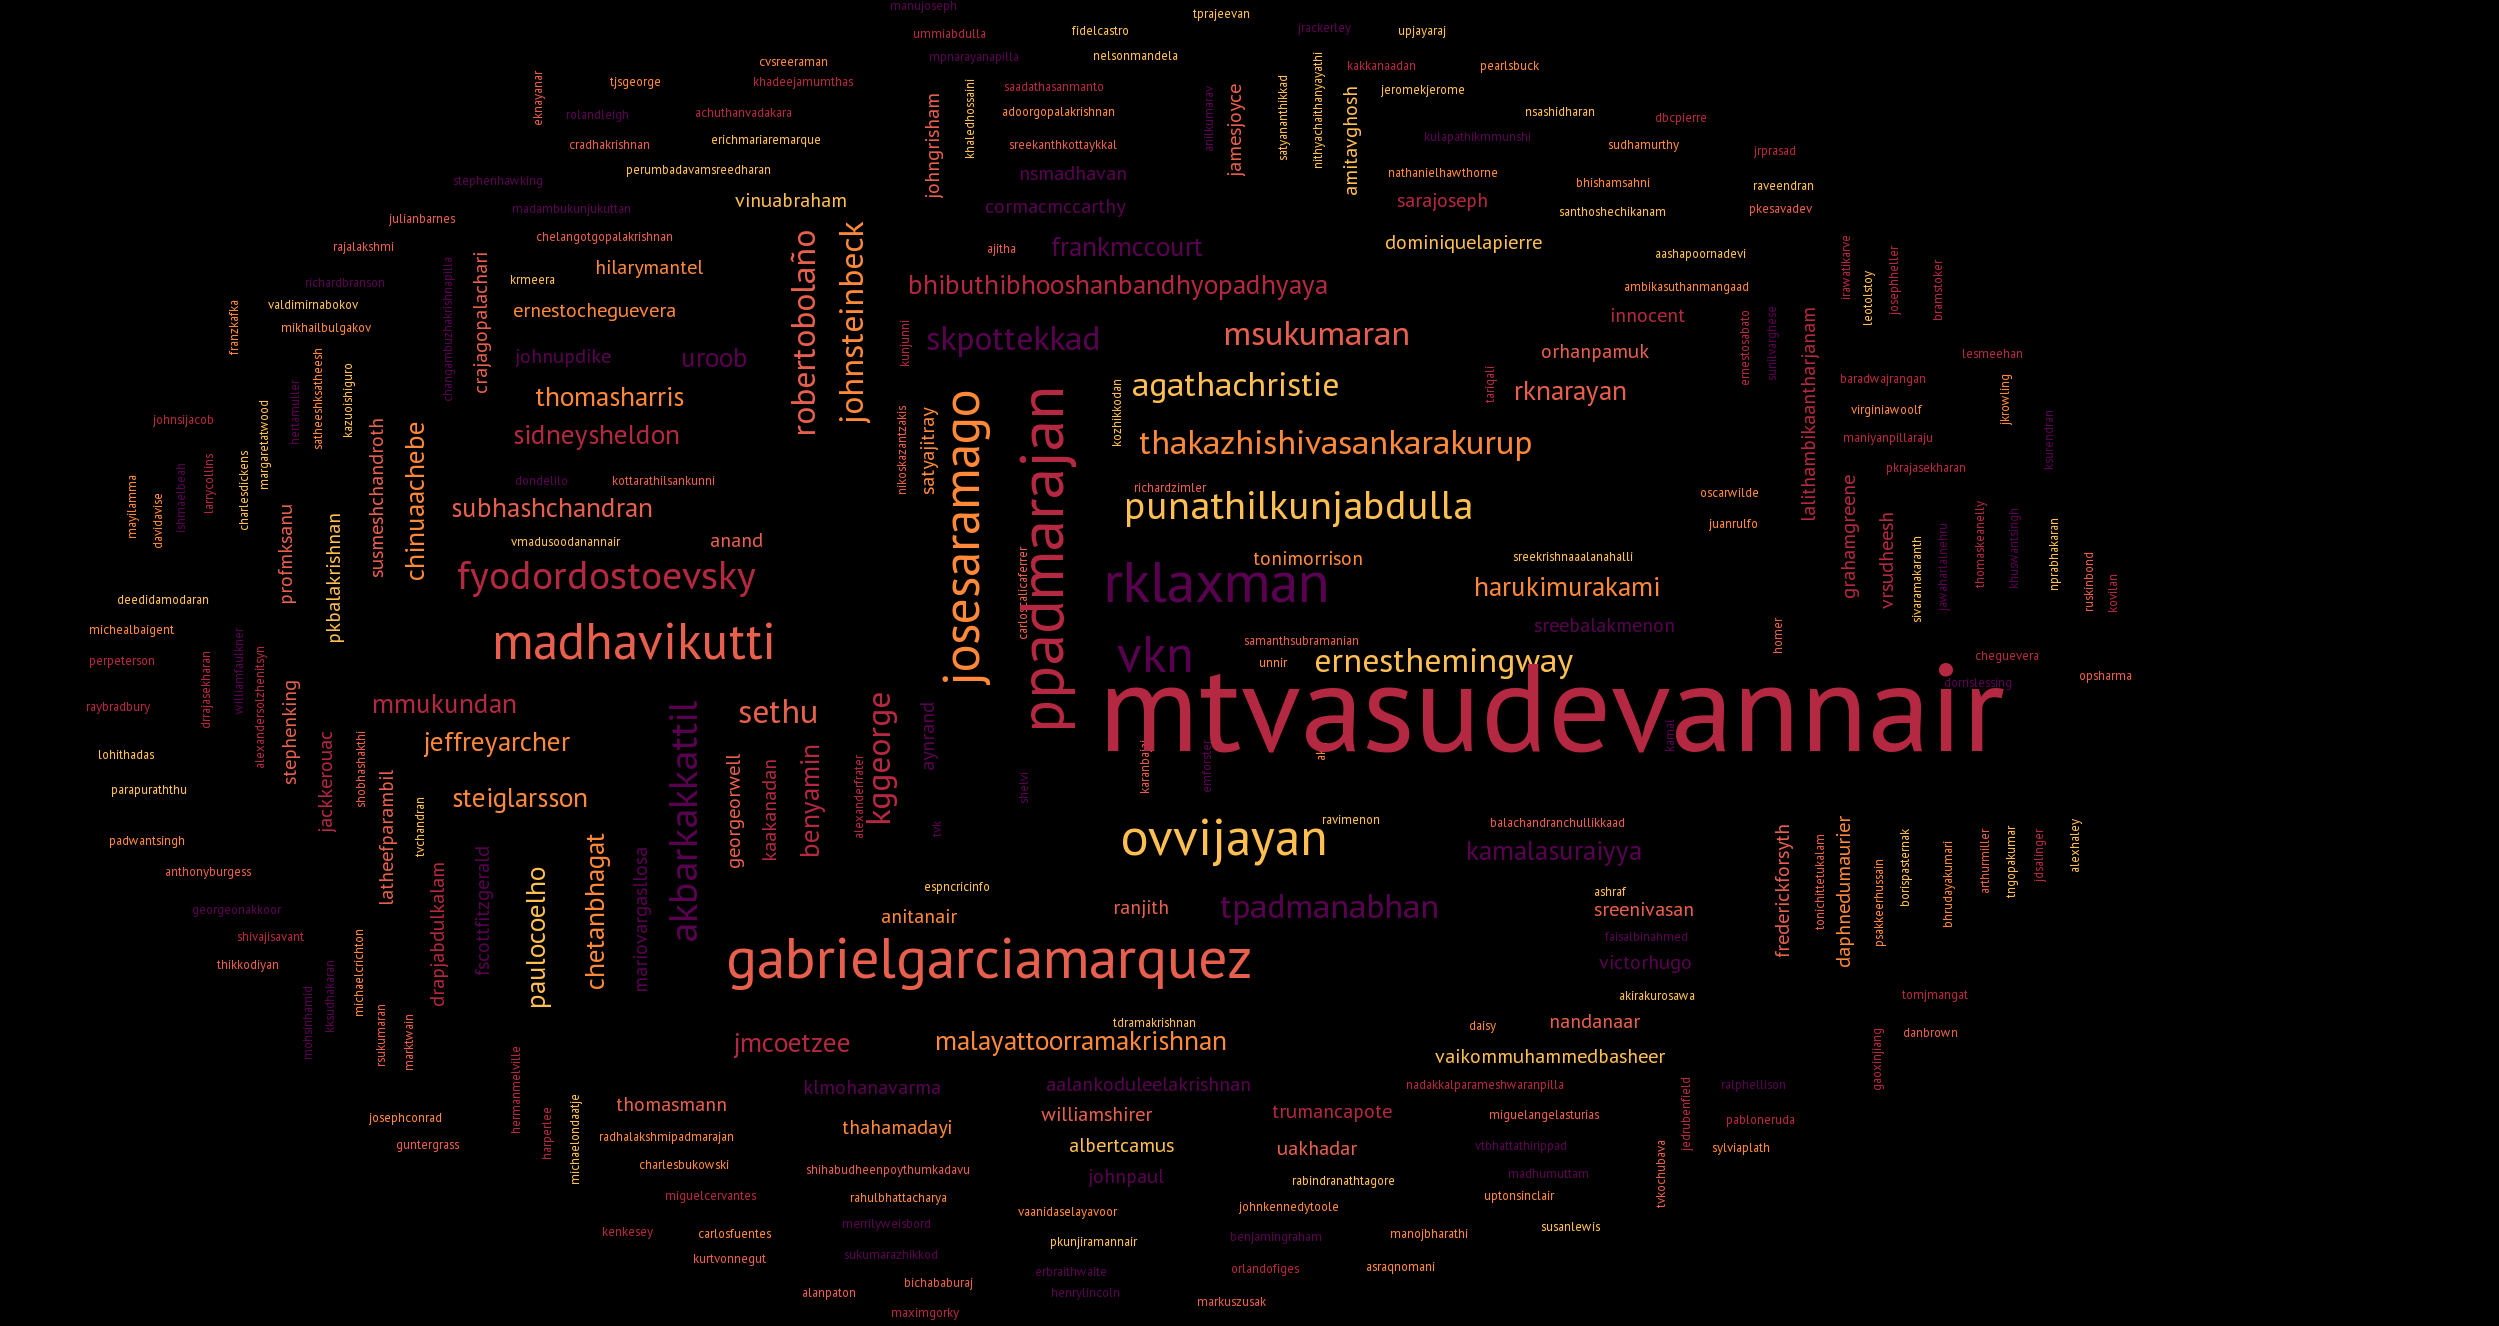 manujoseph
tprajeevan
ummiabdulla
fidelcastro
jrackerley
upjayaraj
mpnarayanapilla
nelsonmandela
cvsreeraman
kakkanaadan
pearlsbuck
eknayanar
tjsgeorge
khadeejamumthas
johngrisham
khaledhossaini
saadathasanmanto
anilkumarav
jamesjoyce
satyananthikkad
nithyachaithanyayathi
amitavghosh
jeromekjerome
rolandleigh
achuthanvadakara
adoorgopalakrishnan
nsashidharan
dbcpierre
cradhakrishnan
erichmariaremarque
sreekanthkottaykkal
kulapathikmmunshi
sudhamurthy
jrprasad
perumbadavamsreedharan
nsmadhavan
nathanielhawthorne
bhishamsahni
raveendran
stephenhawking
vinuabraham
cormacmccarthy
sarajoseph
santhoshechikanam
pkesavadev
madambukunjukuttan
julianbarnes
chelangotgopalakrishnan
rajalakshmi
robertobolaño
johnsteinbeck
ajitha
frankmccourt
dominiquelapierre
aashapoornadevi
irawatikarve
leotolstoy
josephheller
bramstoker
crajagopalachari
changambuzhakrishnapilla
hilarymantel
krmeera
richardbranson
bhibuthibhooshanbandhyopadhyaya
ambikasuthanmangaad
valdimirnabokov
franzkafka
mikhailbulgakov
ernestocheguevera
kunjunni
skpottekkad
msukumaran
innocent
ernestosabato
sunilvarghese
lalithambikaantharjanam
johnupdike
uroob
orhanpamuk
lesmeehan
hertamuller
satheeshksatheesh
kazuoishiguro
thomasharris
kozhikkodan
agathachristie
tariqali
rknarayan
baradwajrangan
jkrowling
johnsijacob
margaretatwood
susmeshchandroth
chinuaachebe
sidneysheldon
nikoskazantzakis
satyajitray
josesaramago
ppadmarajan
thakazhishivasankarakurup
virginiawoolf
maniyanpillaraju
ksurendran
mayilamma
davidavise
ishmaelbeah
larrycollins
charlesdickens
dondelilo
kottarathilsankunni
richardzimler
pkrajasekharan
profmksanu
pkbalakrishnan
subhashchandran
punathilkunjabdulla
oscarwilde
juanrulfo
grahamgreene
vrsudheesh
sivaramakaranth
jawaharlalnehru
thomaskeanelly
khuswantsingh
nprabhakaran
ruskinbond
kovilan
vmadusoodanannair
anand
tonimorrison
sreekrishnaaalanahalli
fyodordostoevsky
carloscalicaferrer
rklaxman
harukimurakami
deedidamodaran
michealbaigent
madhavikutti
sreebalakmenon
homer
perpeterson
drrajasekharan
williamfaulkner
alexandersolzhenitsyn
vkn
samanthsubramanian
unnir
ernesthemingway
cheguevera
opsharma
dorrislessing
raybradbury
stephenking
mmukundan
akbarkakkattil
sethu
kggeorge
aynrand
mtvasudevannair
kamal
lohithadas
jackkerouac
shobhashakthi
jeffreyarcher
georgeorwell
kaakanadan
benyamin
alexanderfrater
shelvi
karanbajaj
emforster
parapuraththu
latheefparambil
tvchandran
steiglarsson
tvk
padwantsingh
ovvijayan
ravimenon
balachandranchullikkaad
frederickforsyth
tonichittetukalam
daphnedumaurier
psakkeerhussain
borispasternak
bhrudayakumari
arthurmiller
tngopakumar
jdsalinger
alexhaley
anthonyburgess
drapjabdulkalam
fscottfitzgerald
paulocoelho
chetanbhagat
mariovargasllosa
kamalasuraiyya
espncricinfo
ashraf
georgeonakkoor
anitanair
ranjith
tpadmanabhan
sreenivasan
shivajisavant
faisalbinahmed
thikkodiyan
gabrielgarciamarquez
victorhugo
mohsinhamid
kksudhakaran
michaelcrichton
rsukumaran
marktwain
akirakurosawa
tomjmangat
jmcoetzee
malayattoorramakrishnan
tdramakrishnan
daisy
nandanaar
gaoxinjiang
danbrown
vaikommuhammedbasheer
hermanmelville
harperlee
michaelondaatje
klmohanavarma
aalankoduleelakrishnan
nadakkalparameshwaranpilla
jedrubenfield
ralphellison
josephconrad
thomasmann
williamshirer
trumancapote
miguelangelasturias
pabloneruda
guntergrass
radhalakshmipadmarajan
thahamadayi
albertcamus
uakhadar
vtbhattathirippad
tvkochubava
sylviaplath
charlesbukowski
shihabudheenpoythumkadavu
johnpaul
rabindranathtagore
madhumuttam
miguelcervantes
rahulbhattacharya
uptonsinclair
kenkesey
carlosfuentes
merrilyweisbord
vaanidaselayavoor
johnkennedytoole
susanlewis
kurtvonnegut
sukumarazhikkod
pkunjiramannair
benjamingraham
manojbharathi
erbraithwaite
orlandofiges
asraqnomani
alanpaton
bichababuraj
henrylincoln
markuszusak
maximgorky